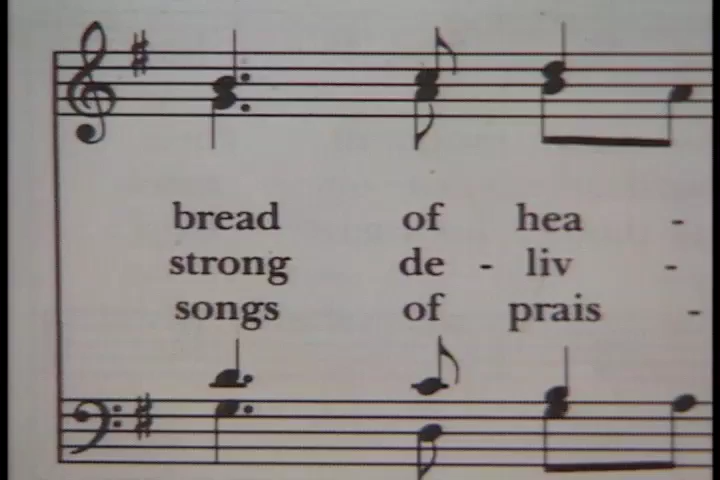 bread of hea -
strong de - liv -
songs of prais -